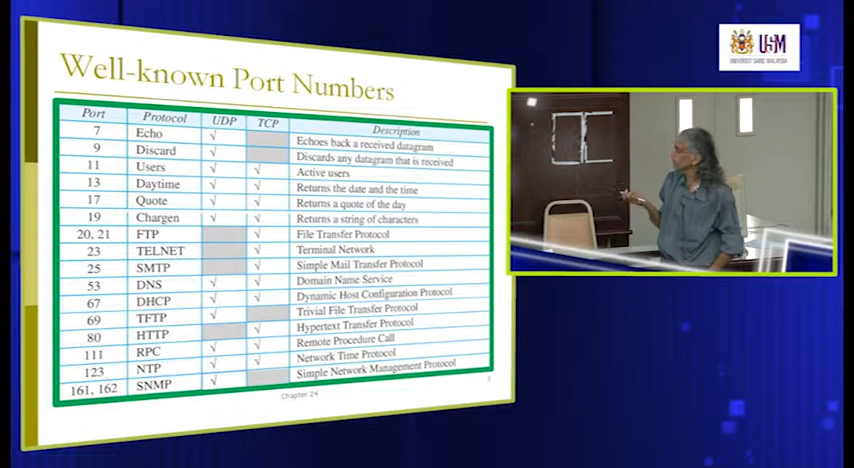 Well-known Port Numbers
Port Protocol UDP TCP Description
7 Echo √ Echoes back a received datagram
9 Discard √ Discards any datagram that is received
11 Users √ √ Active users
13 Daytime √ √ Returns the date and the time
17 Quote √ √ Returns a quote of the day
19 Chargen √ √ Returns a string of characters
20, 21 FTP √ File Transfer Protocol
23 TELNET √ Terminal Network
25 SMTP √ Simple Mail Transfer Protocol
53 DNS √ √ Domain Name Service
67 DHCP √ √ Dynamic Host Configuration Protocol
69 TFTP √ Trivial File Transfer Protocol
80 HTTP √ Hypertext Transfer Protocol
111 RPC √ √ Remote Procedure Call
123 NTP √ √ Network Time Protocol
161, 162 SNMP √ Simple Network Management Protocol
Chapter 24
USM
UNIVERSITI SAINS MALAYSIA